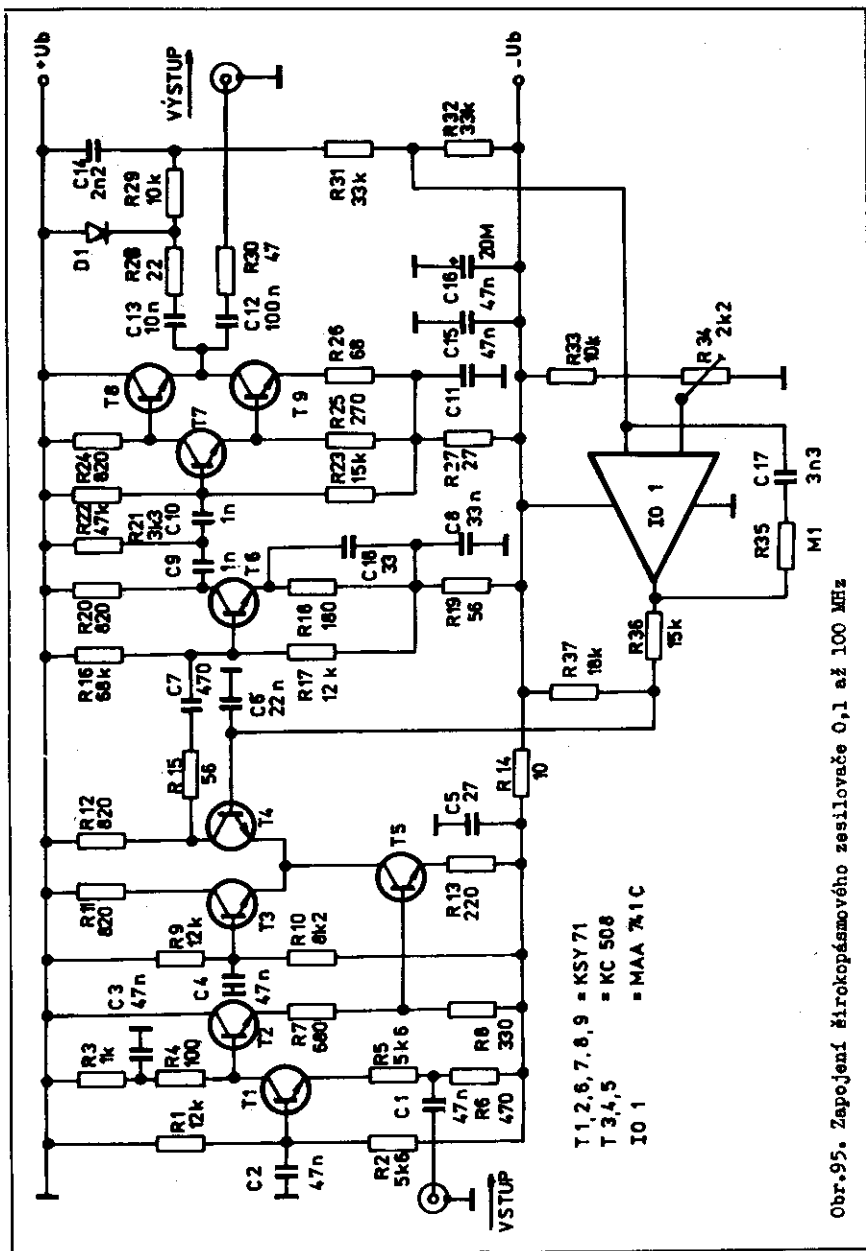 +Ub
VÝSTUP
C14
2n2
R29
10k
D1
R28
22
C13
10n
R30
47
C12
100n
R31
33k
R32
33k
-Ub
T8
T9
T7
R26
68
R25
270
R24
820
R22
47k
R21
3k3
C10
1n
R23
15k
R27
27
C11
47n
C15
47n
C16
20M
R33
10k
R34
2k2
C9
1n
T6
R20
820
R16
68k
C18
33
R18
180
R17
12k
R19
56
C8
33n
C7
470
R15
56
C6
22n
R12
820
T4
R11
820
T3
T5
R13
220
C5
27
R14
10
R37
18k
R36
15k
IO 1
R35
M1
C17
3n3
R9
12k
R10
8k2
C4
47n
C3
47n
R3
1k
R4
100
T2
R7
680
R8
330
T1
R1
12k
R5
5k6
R6
470
C1
47n
R2
5k6
C2
47n
VSTUP
T1,2,6,7,8,9 = KSY 71
T 3,4,5 = KC 508
IO 1 = MAA 741 C
Obr.95. Zapojení širokopásmového zesilovače 0,1 až 100 MHz